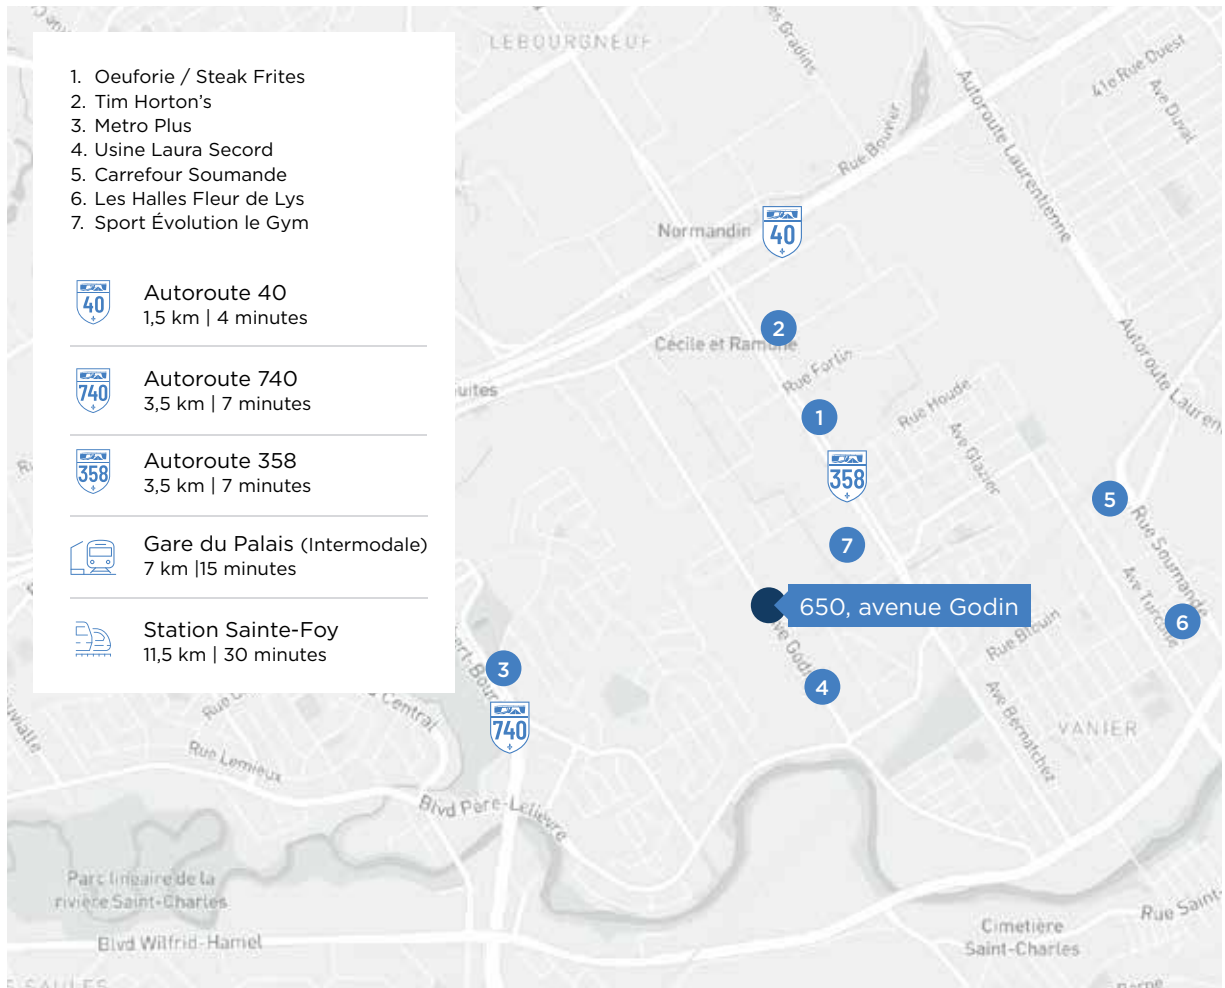 1. Oeuforie / Steak Frites
2. Tim Horton's
3. Metro Plus
4. Usine Laura Secord
5. Carrefour Soumande
6. Les Halles Fleur de Lys
7. Sport Évolution le Gym
40
Autoroute 40
1,5 km | 4 minutes
740
Autoroute 740
3,5 km | 7 minutes
358
Autoroute 358
3,5 km | 7 minutes
Gare du Palais (Intermodale)
7 km |15 minutes
Station Sainte-Foy
11,5 km | 30 minutes
LEBOURGNEUF
Gradins
41e Rue Ouest
Ave Duval
Autoroute Laurentienne
Rue Bouvier
Normandin
40
2
Cécile et Ramone
Rue Fortin
uites
1
Rue Houde
Ave Glazier
Autoroute Lauren
358
5
Rue Soumande
7
650, avenue Godin
Ave Godin
Rue Blouin
Ave Turcotte
6
3
4
740
Ave Bernatchez
VANIER
Central
Rue Lemieux
Blvd Père-Lelièvre
Parc linéaire de la
rivière Saint-Charles
Blvd Wilfrid-Hamel
Cimetière
Saint-Charles
Rue Saint-